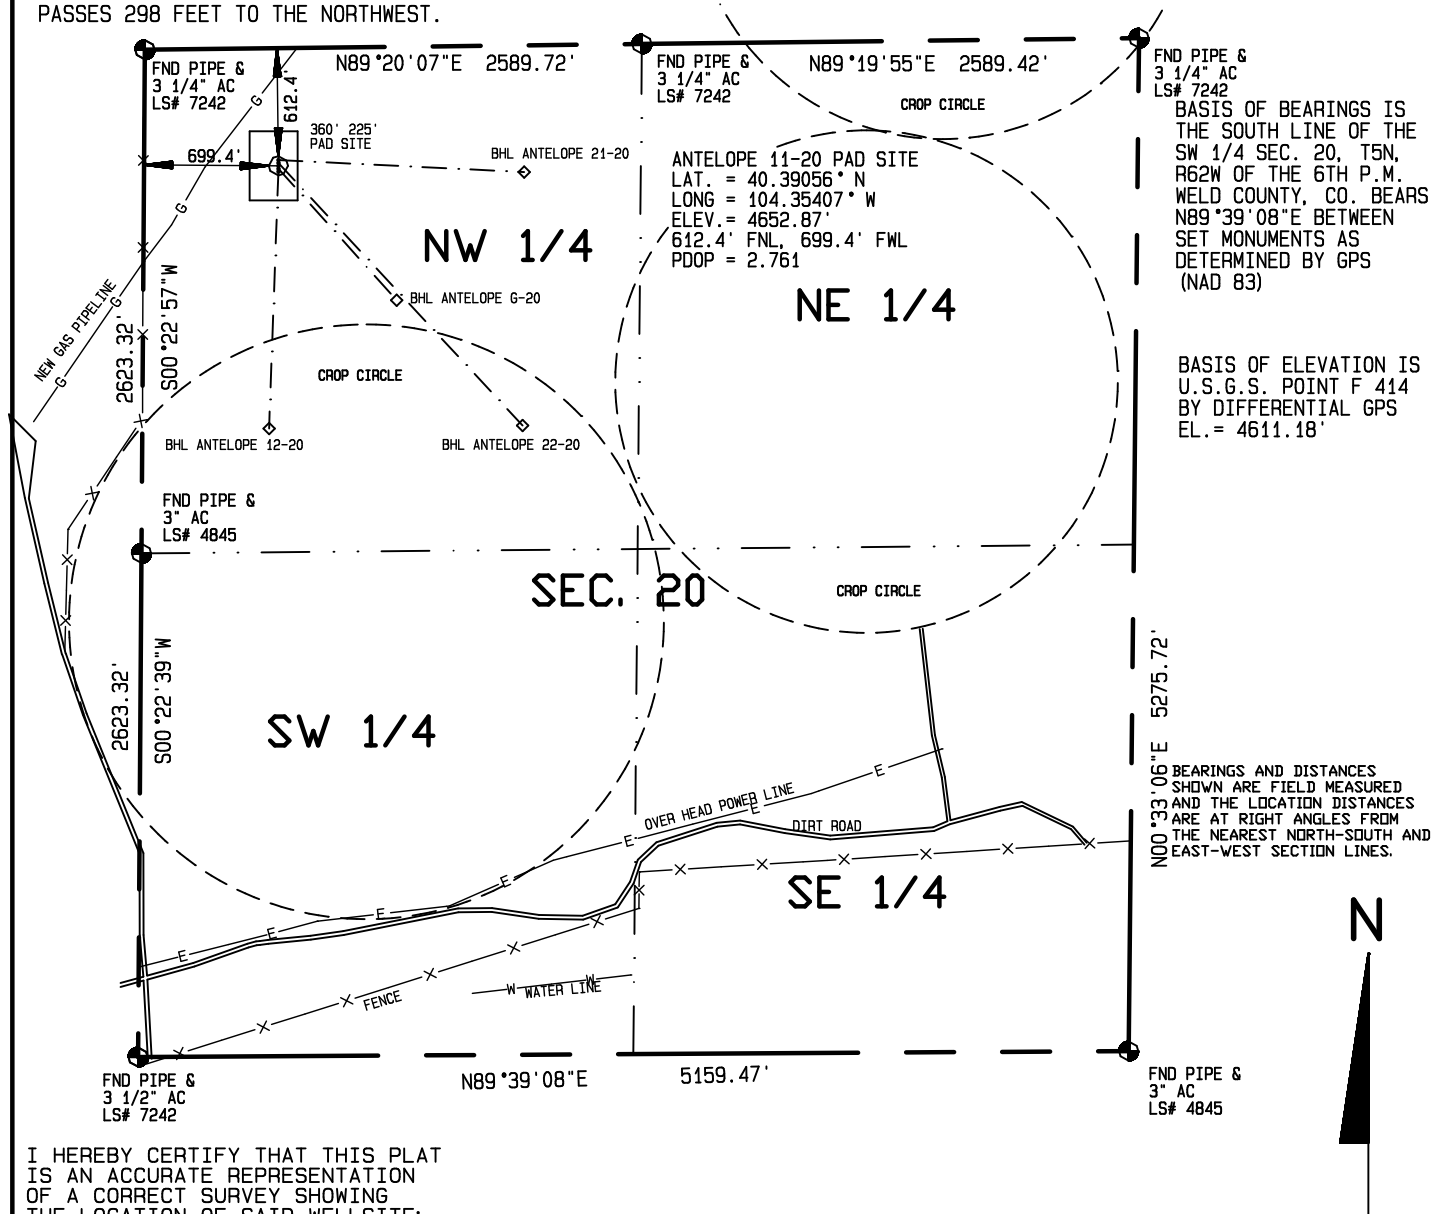 PASSES 298 FEET TO THE NORTHWEST.
N89°20'07"E 2589.72'
N89°19'55"E 2589.42'
FND PIPE &
3 1/4" AC
LS# 7242
FND PIPE &
3 1/4" AC
LS# 7242
FND PIPE &
3 1/4" AC
LS# 7242
612.4'
G
699.4'
360' 225'
PAD SITE
CROP CIRCLE
BHL ANTELOPE 21-20
ANTELOPE 11-20 PAD SITE
LAT. = 40.39056° N
LONG = 104.35407° W
ELEV.= 4652.87'
612.4' FNL, 699.4' FWL
PDOP = 2.761
BASIS OF BEARINGS IS
THE SOUTH LINE OF THE
SW 1/4 SEC. 20, T5N,
R62W OF THE 6TH P.M.
WELD COUNTY, CO. BEARS
N89°39'08"E BETWEEN
SET MONUMENTS AS
DETERMINED BY GPS
(NAD 83)
G
NW 1/4
NE 1/4
BHL ANTELOPE G-20
NEW GAS PIPELINE
G
G
2623.32'
S00°22'57"W
CROP CIRCLE
BASIS OF ELEVATION IS
U.S.G.S. POINT F 414
BY DIFFERENTIAL GPS
EL.= 4611.18'
BHL ANTELOPE 12-20
BHL ANTELOPE 22-20
FND PIPE &
3" AC
LS# 4845
SEC. 20
CROP CIRCLE
2623.32'
S00°22'39"W
SW 1/4
N00°33'06"E 5275.72'
BEARINGS AND DISTANCES
SHOWN ARE FIELD MEASURED
AND THE LOCATION DISTANCES
ARE AT RIGHT ANGLES FROM
THE NEAREST NORTH-SOUTH AND
EAST-WEST SECTION LINES.
E
OVER HEAD POWER LINE
E
E
DIRT ROAD
E
SE 1/4
E
E
E
N
FENCE
W
WATER LINE
W
N89°39'08"E 5159.47'
FND PIPE &
3 1/2" AC
LS# 7242
FND PIPE &
3" AC
LS# 4845
I HEREBY CERTIFY THAT THIS PLAT
IS AN ACCURATE REPRESENTATION
OF A CORRECT SURVEY SHOWING
THE LOCATION OF SAID WELLSITE: